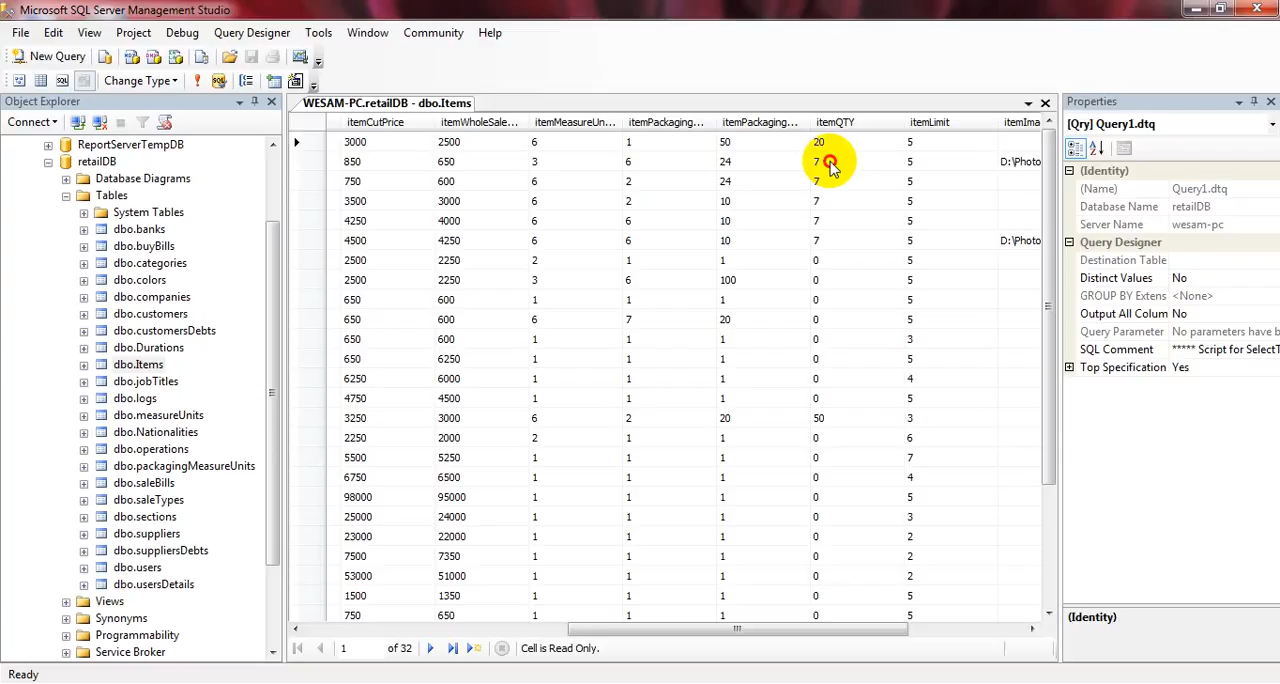 Microsoft SQL Server Management Studio
File Edit View Project Debug Query Designer Tools Window Community Help
New Query
Change Type
Object Explorer
Connect
ReportServerTempDB
retailDB
Database Diagrams
Tables
System Tables
dbo.banks
dbo.buyBills
dbo.categories
dbo.colors
dbo.companies
dbo.customers
dbo.customersDebts
dbo.Durations
dbo.Items
dbo.jobTitles
dbo.logs
dbo.measureUnits
dbo.Nationalities
dbo.operations
dbo.packagingMeasureUnits
dbo.saleBills
dbo.saleTypes
dbo.sections
dbo.suppliers
dbo.suppliersDebts
dbo.users
dbo.usersDetails
Views
Synonyms
Programmability
Service Broker
WESAM-PC.retailDB - dbo.Items
itemCutPrice itemWholeSale... itemMeasureUn... itemPackaging... itemPackaging... itemQTY itemLimit itemIma
3000 2500 6 1 50 20 5
850 650 3 6 24 7 5 D:\Photo
750 600 6 2 24 7 5
3500 3000 6 2 10 7 5
4250 4000 6 6 10 7 5
4500 4250 6 6 10 7 5 D:\Photo
2500 2250 2 1 1 0 5
2500 2250 3 6 100 0 5
650 600 1 1 1 0 5
650 600 6 7 20 0 5
650 600 1 1 1 0 3
650 6250 1 1 1 0 5
6250 6000 1 1 1 0 4
4750 4500 1 1 1 0 5
3250 3000 6 2 20 50 3
2250 2000 2 1 1 0 6
5500 5250 1 1 1 0 7
6750 6500 1 1 1 0 4
98000 95000 1 1 1 0 5
25000 24000 1 1 1 0 3
23000 22000 1 1 1 0 2
7500 7350 1 1 1 0 2
53000 51000 1 1 1 0 2
1500 1350 1 1 1 0 5
750 650 1 1 1 0 5
1 of 32 Cell is Read Only.
Properties
[Qry] Query1.dtq
(Identity)
(Name) Query1.dtq
Database Name retailDB
Server Name wesam-pc
Query Designer
Destination Table
Distinct Values No
GROUP BY Extens <None>
Output All Colum No
Query Parameter No parameters have b
SQL Comment ***** Script for SelectT
Top Specification Yes
(Identity)
Ready